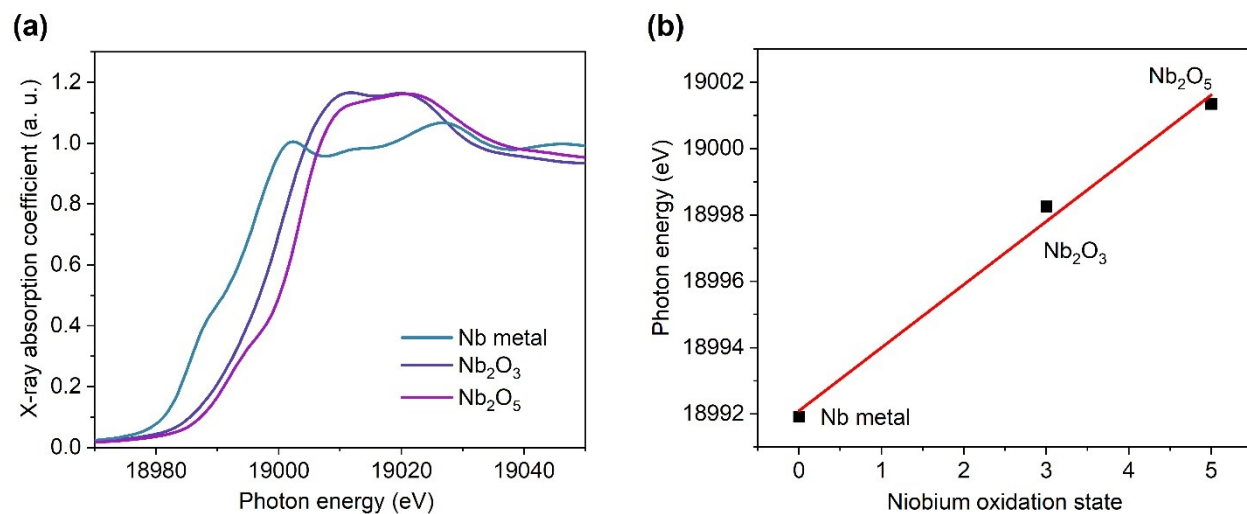 (a)
X-ray absorption coefficient (a. u.)
1.2
1.0
0.8
0.6
0.4
0.2
0.0
Nb metal
Nb₂O₃
Nb₂O₅
18980 19000 19020 19040
Photon energy (eV)
(b)
Photon energy (eV)
19002
19000
18998
18996
18994
18992
Nb₂O₅
Nb₂O₃
Nb metal
0 1 2 3 4 5
Niobium oxidation state